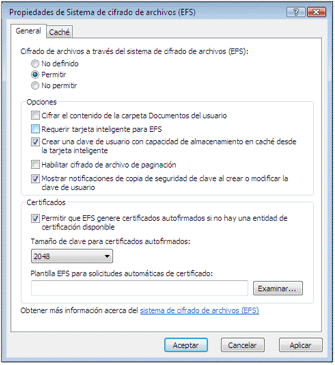 Propiedades de Sistema de cifrado de archivos (EFS)
General
Caché
Cifrado de archivos a través del sistema de cifrado de archivos (EFS):
No definido
Permitir
No permitir
Opciones
Cifrar el contenido de la carpeta Documentos del usuario
Requerir tarjeta inteligente para EFS
Crear una clave de usuario con capacidad de almacenamiento en caché desde
la tarjeta inteligente
Habilitar cifrado de archivo de paginación
Mostrar notificaciones de copia de seguridad de clave al crear o modificar la
clave de usuario
Certificados
Permitir que EFS genere certificados autofirmados si no hay una entidad de
certificación disponible
Tamaño de clave para certificados autofirmados:
2048
Plantilla EFS para solicitudes automáticas de certificado:
Examinar...
Obtener más información acerca del sistema de cifrado de archivos (EFS)
Aceptar
Cancelar
Aplicar